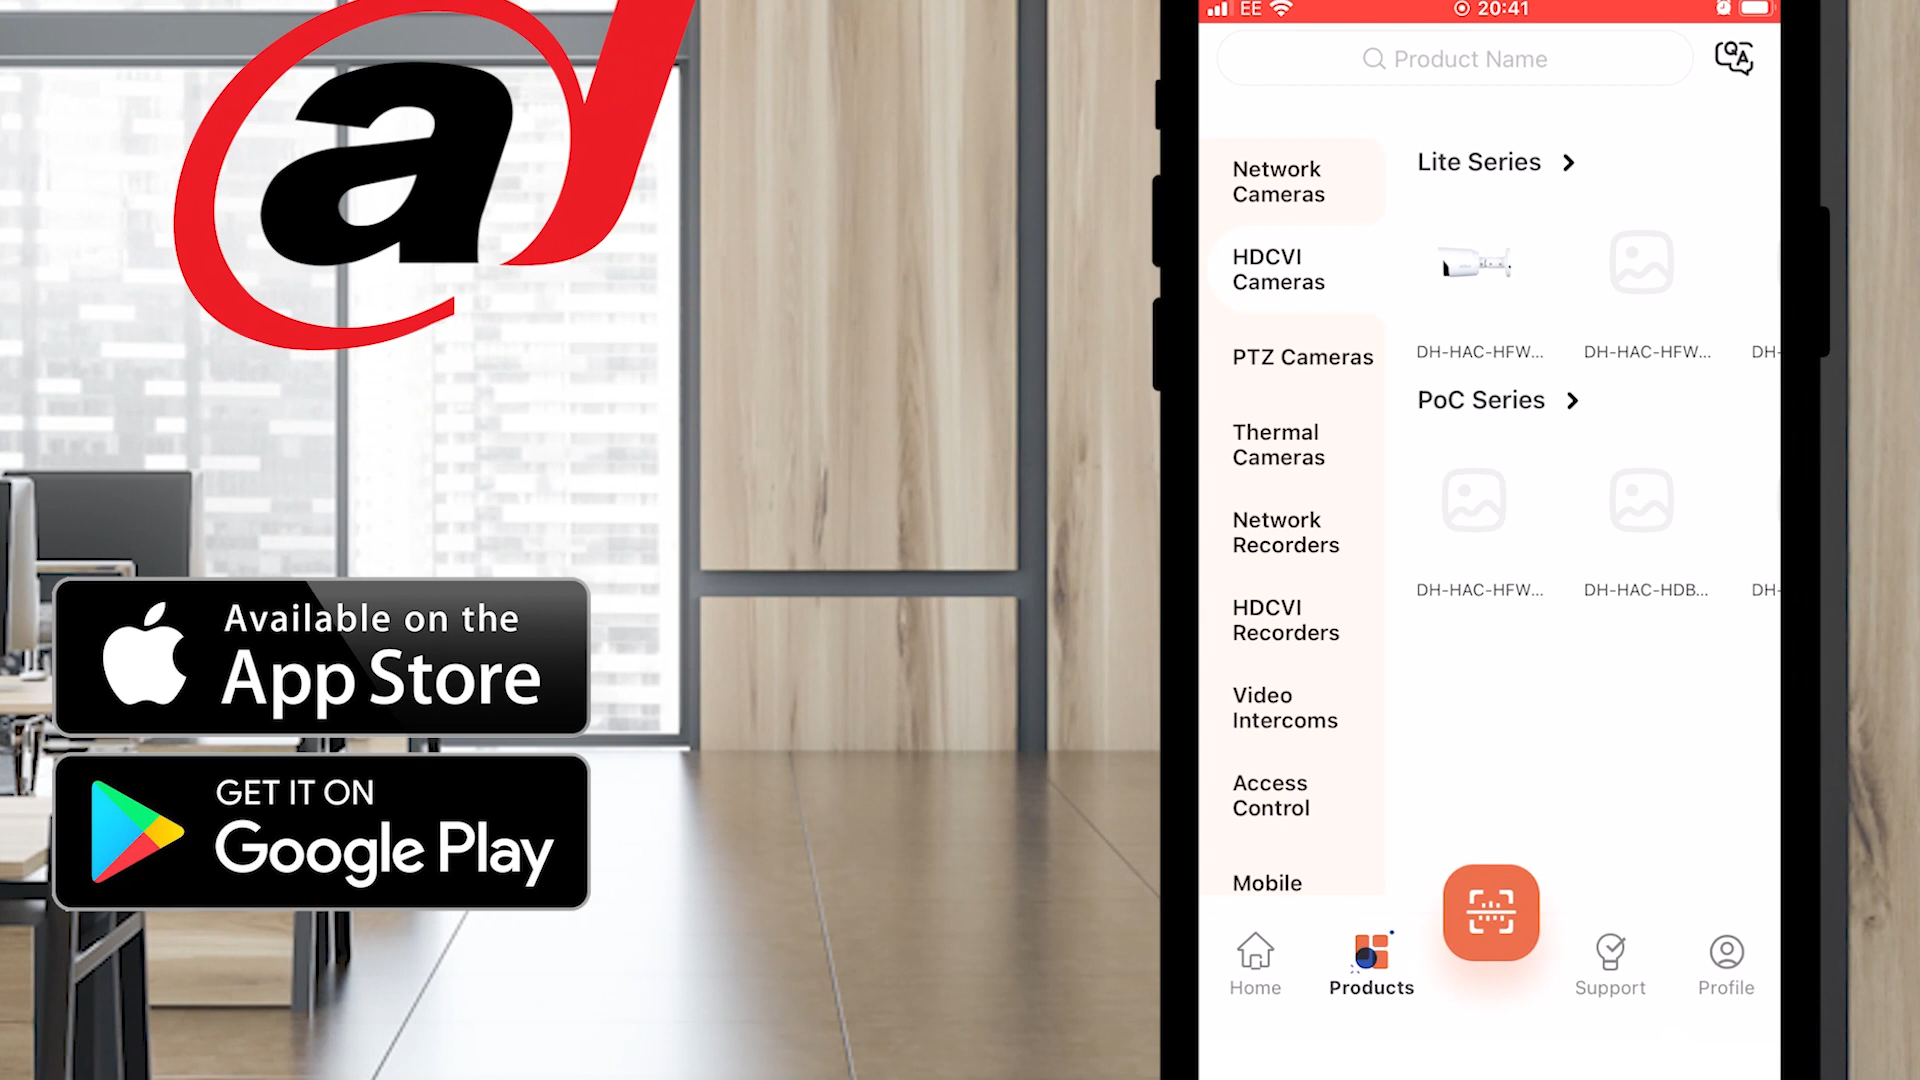 a
Available on the
App Store
GET IT ON
Google Play
EE
20:41
Product Name
QA
Network
Cameras
HDCVI
Cameras
PTZ Cameras
Thermal
Cameras
Network
Recorders
HDCVI
Recorders
Video
Intercoms
Access
Control
Mobile
Lite Series
DH-HAC-HFW...
DH-HAC-HFW...
DH-
PoC Series
DH-HAC-HFW...
DH-HAC-HDB...
DH-
Home
Products
Support
Profile